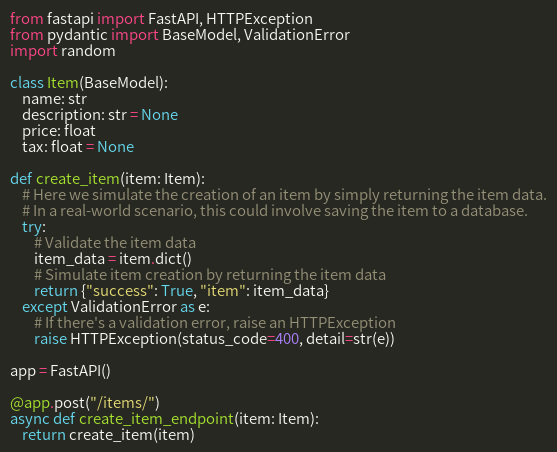 from fastapi import FastAPI, HTTPException
from pydantic import BaseModel, ValidationError
import random

class Item(BaseModel):
    name: str
    description: str = None
    price: float
    tax: float = None

def create_item(item: Item):
    # Here we simulate the creation of an item by simply returning the item data.
    # In a real-world scenario, this could involve saving the item to a database.
    try:
        # Validate the item data
        item_data = item.dict()
        # Simulate item creation by returning the item data
        return {"success": True, "item": item_data}
    except ValidationError as e:
        # If there's a validation error, raise an HTTPException
        raise HTTPException(status_code=400, detail=str(e))

app = FastAPI()

@app.post("/items/")
async def create_item_endpoint(item: Item):
    return create_item(item)